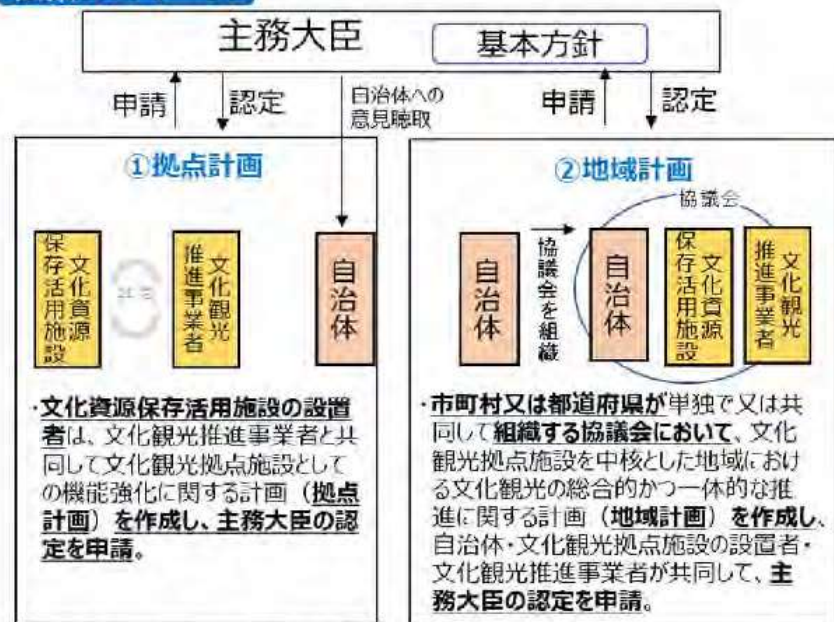 主務大臣
基本方針
申請
認定
自治体への
意見聴取
申請
認定
①拠点計画
文化資源
保存活用施設
文化観光
推進事業者
自治体
②地域計画
協議会
自治体
協議会を組織
自治体
文化資源
保存活用施設
文化観光
推進事業者
・文化資源保存活用施設の設置
者は、文化観光推進事業者と共
同して文化観光拠点施設として
の機能強化に関する計画（拠点
計画）を作成し、主務大臣の認
定を申請。
・市町村又は都道府県が単独で又は共
同して組織する協議会において、文化
観光拠点施設を中核とした地域におけ
る文化観光の総合的かつ一体的な推
進に関する計画（地域計画）を作成し、
自治体・文化観光拠点施設の設置者・
文化観光推進事業者が共同して、主
務大臣の認定を申請。